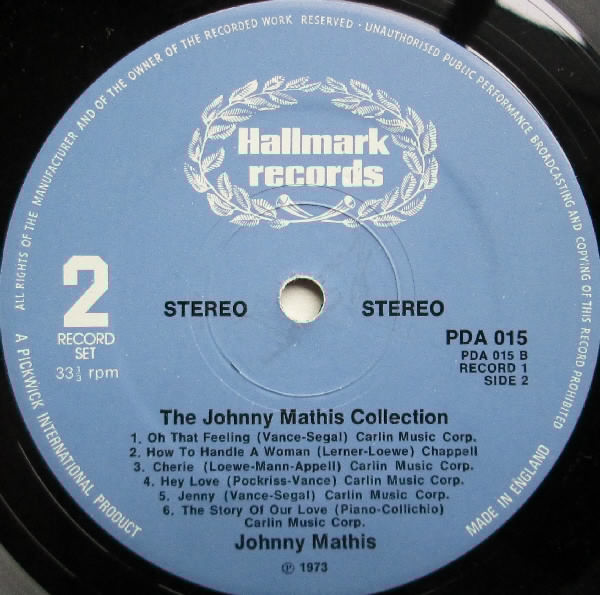 ALL RIGHTS OF THE MANUFACTURER AND OF THE OWNER OF THE RECORDED WORK RESERVED - UNAUTHORISED PUBLIC PERFORMANCE BROADCASTING AND COPYING OF THIS RECORD PROHIBITED
Hallmark
records
2
RECORD
SET
33⅓ rpm
STEREO STEREO
PDA 015
PDA 015 B
RECORD 1
SIDE 2
The Johnny Mathis Collection
1. Oh That Feeling (Vance-Segal) Carlin Music Corp.
2. How To Handle A Woman (Lerner-Loewe) Chappell
3. Cherie (Loewe-Mann-Appell) Carlin Music Corp.
4. Hey Love (Pockriss-Vance) Carlin Music Corp.
5. Jenny (Vance-Segal) Carlin Music Corp.
6. The Story Of Our Love (Piano-Collichio)
Carlin Music Corp.
Johnny Mathis
℗ 1973
A PICKWICK INTERNATIONAL PRODUCT
MADE IN ENGLAND